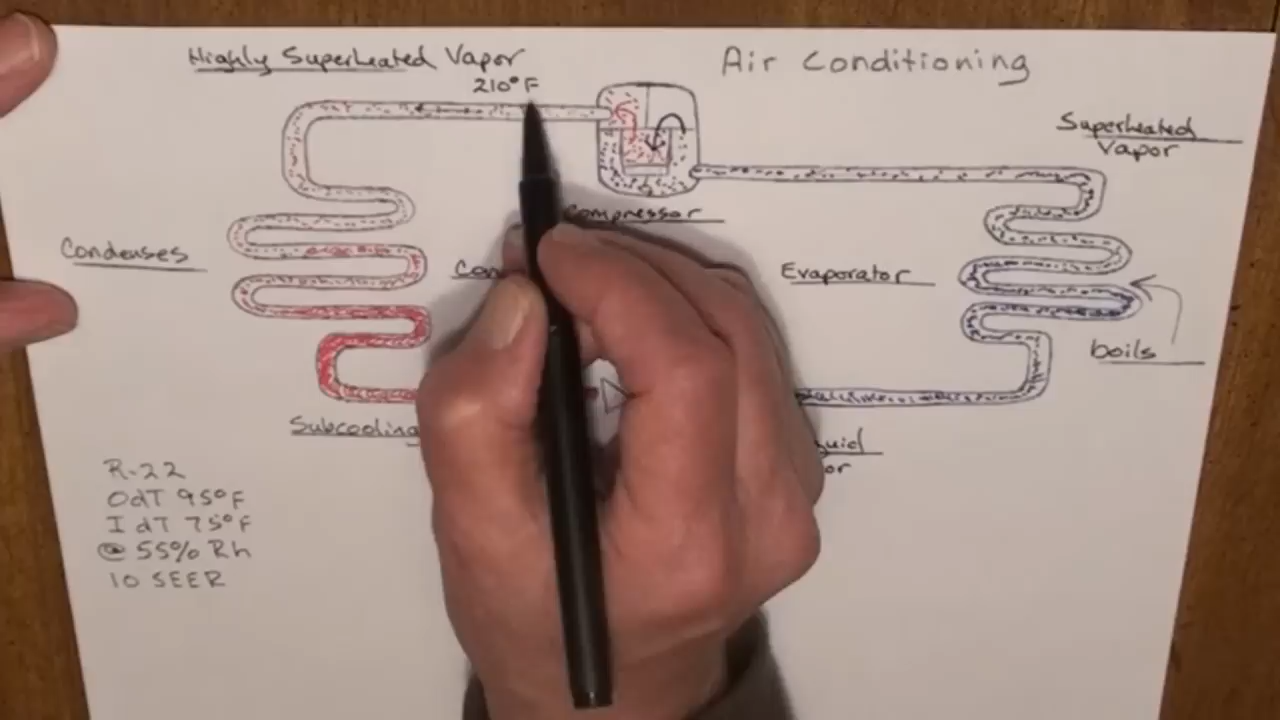 Highly Superheated Vapor
210°F
Air Conditioning
Superheated
Vapor
Compressor
Condenses
Evaporator
boils
Subcooling
R-22
OdT 95°F
IdT 75°F
@ 55% Rh
10 SEER